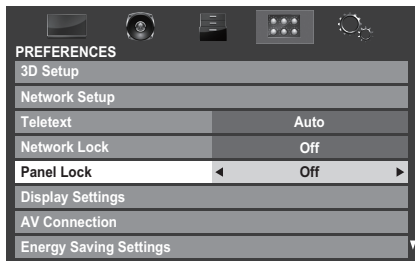 PREFERENCES
3D Setup
Network Setup
Teletext Auto
Network Lock Off
Panel Lock ◀ Off ▶
Display Settings
AV Connection
Energy Saving Settings